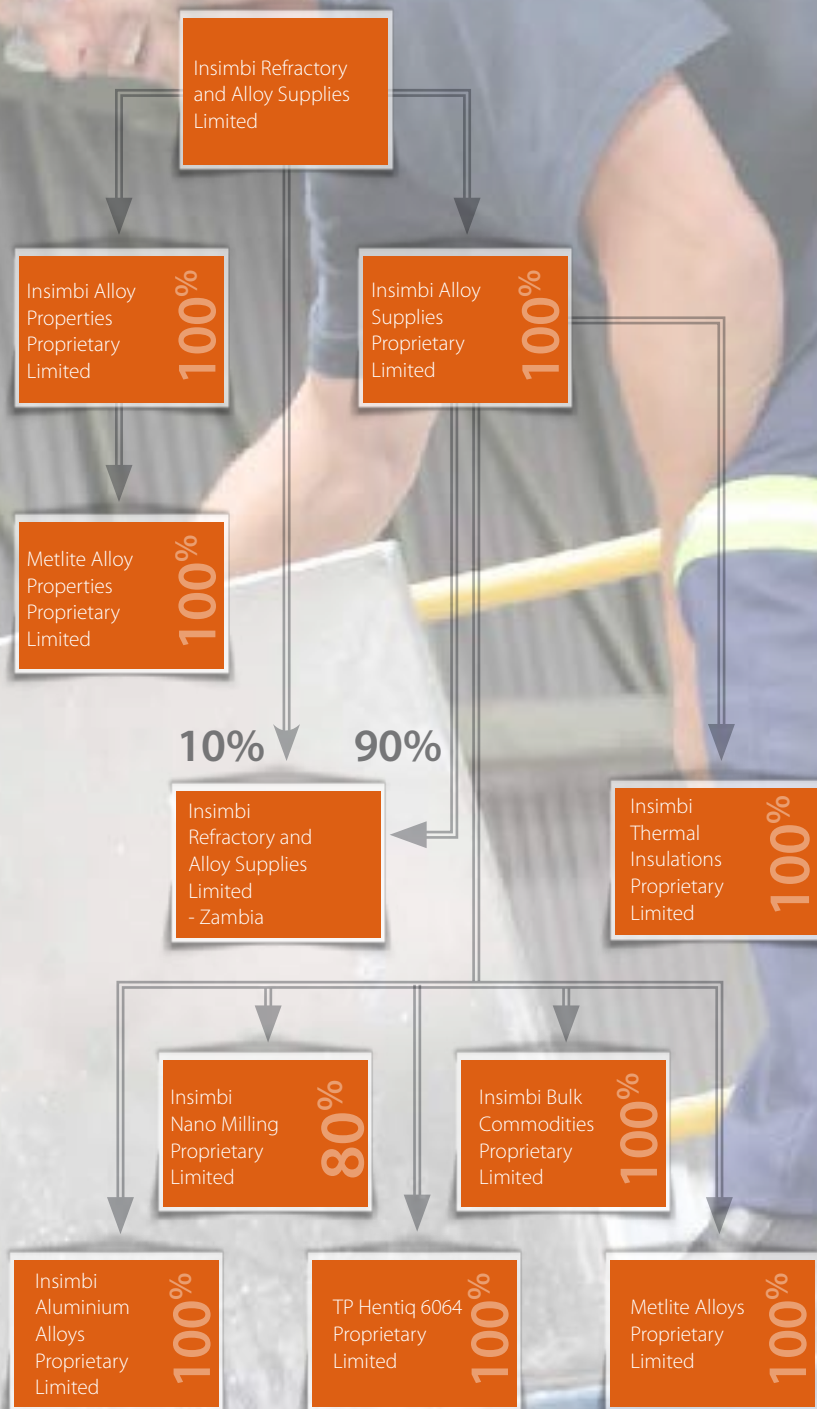 Insimbi Refractory
and Alloy Supplies
Limited
Insimbi Alloy
Properties
Proprietary
Limited
100%
Insimbi Alloy
Supplies
Proprietary
Limited
100%
Metlite Alloy
Properties
Proprietary
Limited
100%
10%
90%
Insimbi
Refractory and
Alloy Supplies
Limited
- Zambia
Insimbi
Thermal
Insulations
Proprietary
Limited
100%
Insimbi
Nano Milling
Proprietary
Limited
80%
Insimbi Bulk
Commodities
Proprietary
Limited
100%
Insimbi
Aluminium
Alloys
Proprietary
Limited
100%
TP Hentiq 6064
Proprietary
Limited
100%
Metlite Alloys
Proprietary
Limited
100%